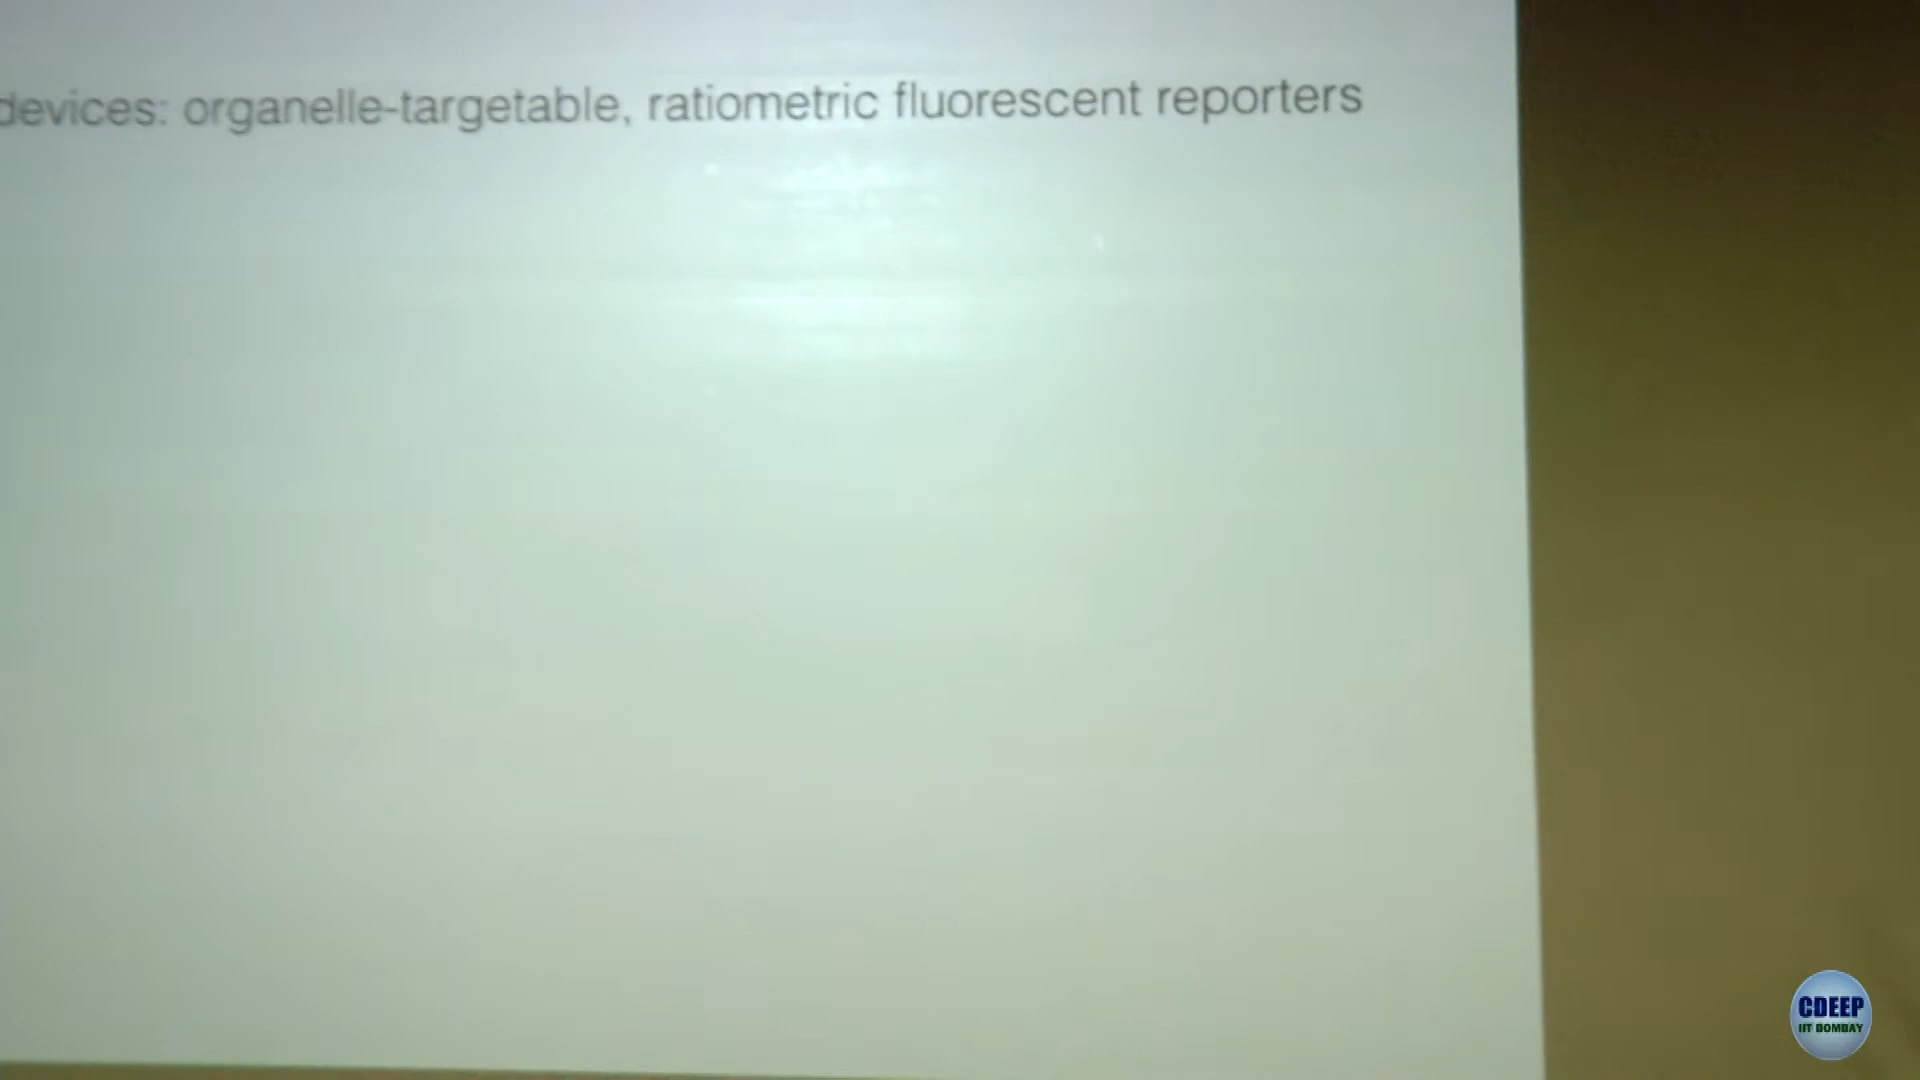 devices: organelle-targetable, ratiometric fluorescent reporters
CDEEP
IIT BOMBAY